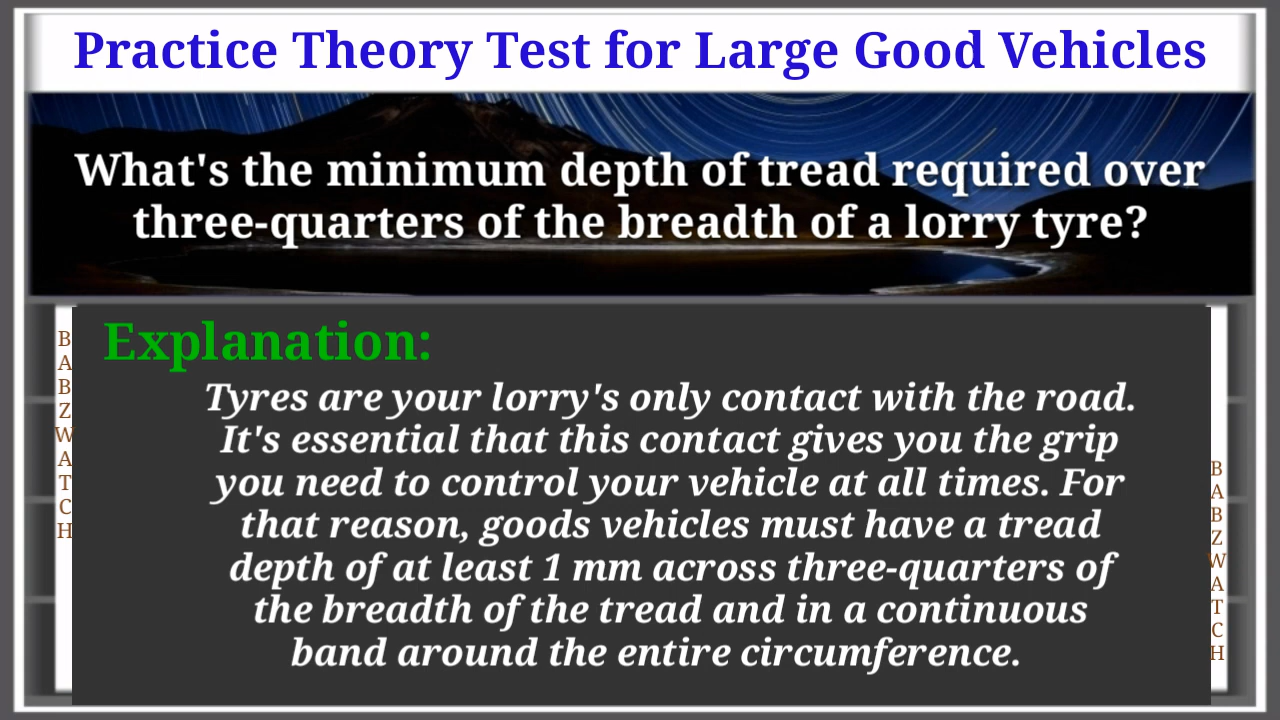 Practice Theory Test for Large Good Vehicles
What's the minimum depth of tread required over
three-quarters of the breadth of a lorry tyre?
Explanation:
Tyres are your lorry's only contact with the road.
It's essential that this contact gives you the grip
you need to control your vehicle at all times. For
that reason, goods vehicles must have a tread
depth of at least 1 mm across three-quarters of
the breadth of the tread and in a continuous
band around the entire circumference.
BABZWATCH
BABZWATCH